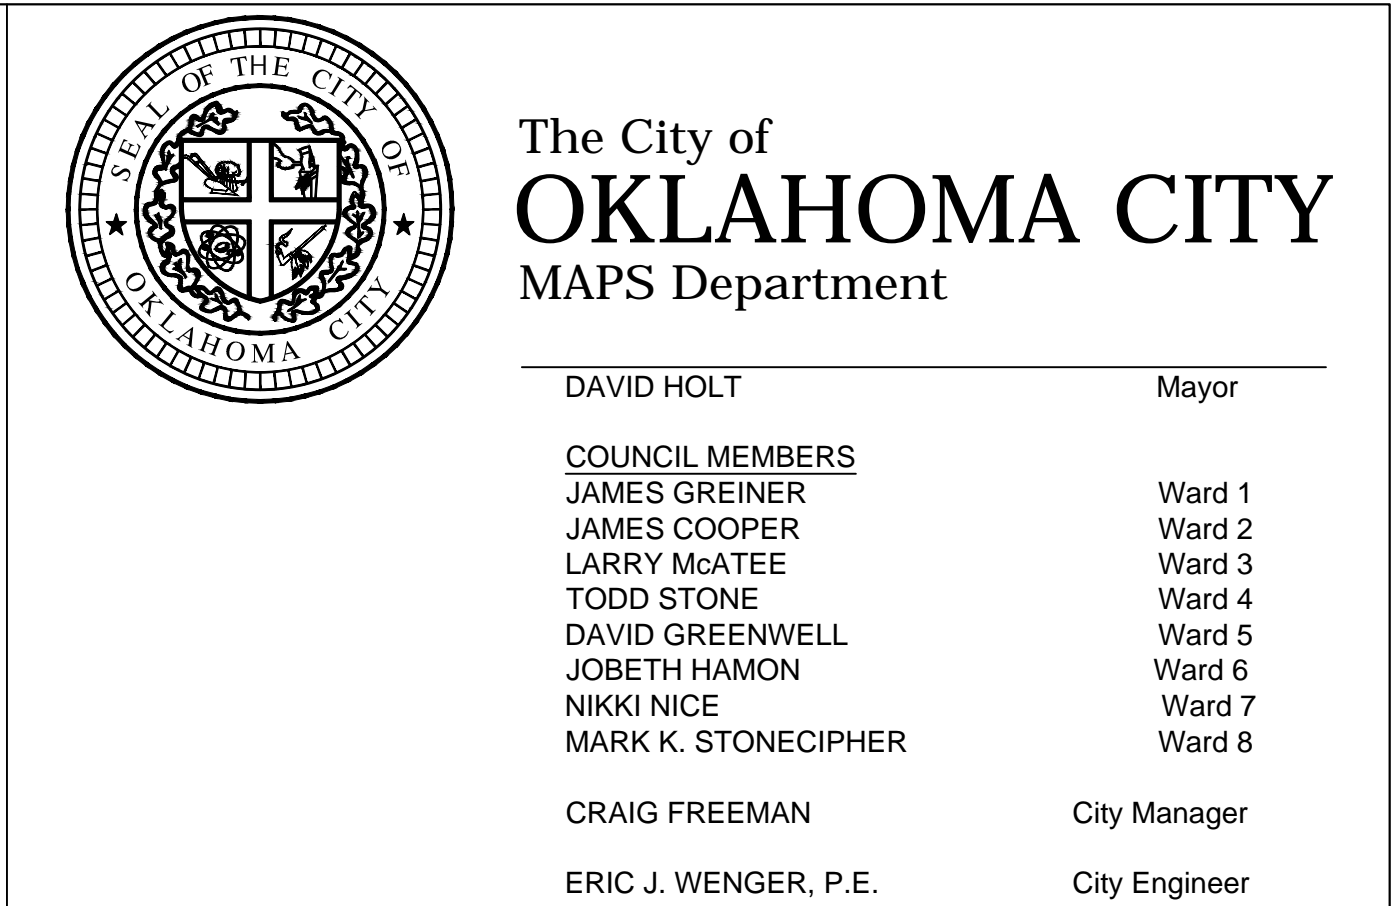 SEAL OF THE CITY OF
OKLAHOMA CITY
The City of
OKLAHOMA CITY
MAPS Department
DAVID HOLT Mayor
COUNCIL MEMBERS
JAMES GREINER Ward 1
JAMES COOPER Ward 2
LARRY McATEE Ward 3
TODD STONE Ward 4
DAVID GREENWELL Ward 5
JOBETH HAMON Ward 6
NIKKI NICE Ward 7
MARK K. STONECIPHER Ward 8
CRAIG FREEMAN City Manager
ERIC J. WENGER, P.E. City Engineer